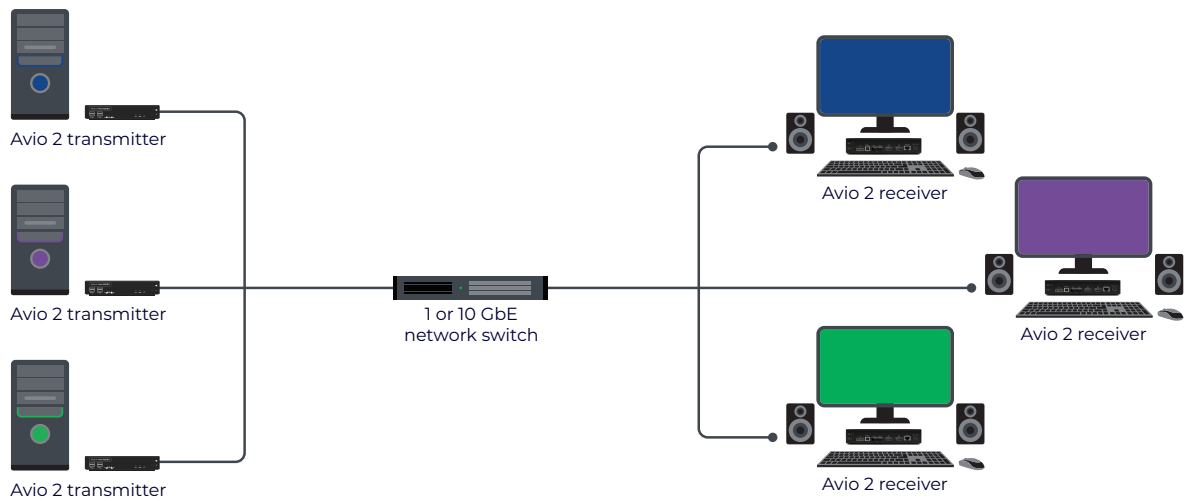 Avio 2 transmitter
Avio 2 transmitter
Avio 2 transmitter
1 or 10 GbE
network switch
Avio 2 receiver
Avio 2 receiver
Avio 2 receiver